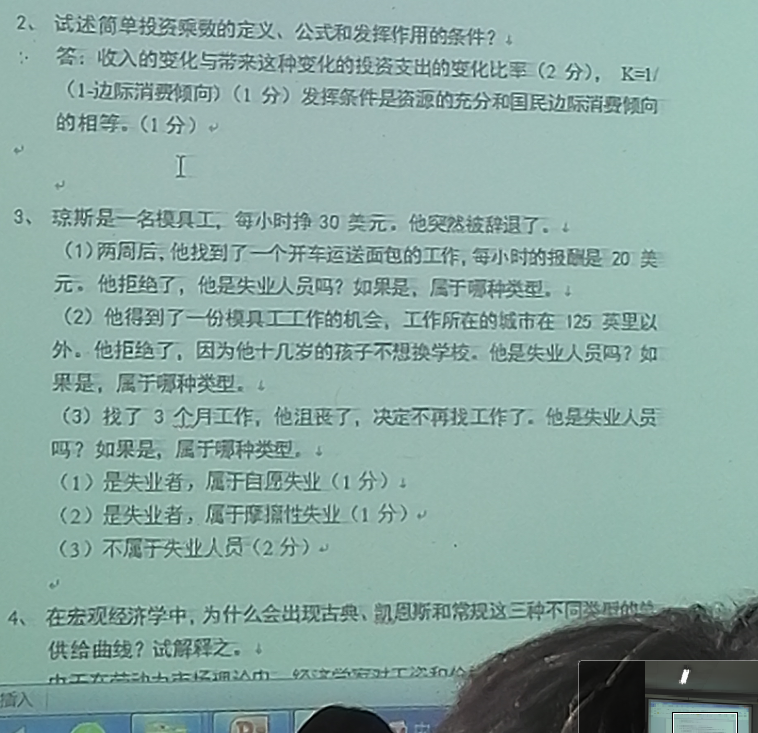 2、 试述简单投资乘数的定义、公式和发挥作用的条件？
答：收入的变化与带来这种变化的投资支出的变化比率（2 分）， K=1/
（1-边际消费倾向）（1 分）发挥条件是资源的充分和国民边际消费倾向
的相等。（1 分）
3、 琼斯是一名模具工，每小时挣 30 美元。他突然被辞退了。
（1）两周后，他找到了一个开车运送面包的工作，每小时的报酬是 20 美
元。他拒绝了，他是失业人员吗？如果是，属于哪种类型。
（2）他得到了一份模具工工作的机会，工作所在的城市在 125 英里以
外。他拒绝了，因为他十几岁的孩子不想换学校。他是失业人员吗？如
果是，属于哪种类型。
（3）找了 3 个月工作，他沮丧了，决定不再找工作了。他是失业人员
吗？如果是，属于哪种类型。
（1）是失业者，属于自愿失业（1 分）
（2）是失业者，属于摩擦性失业（1 分）
（3）不属于失业人员（2 分）
4、 在宏观经济学中，为什么会出现古典、凯恩斯和常规这三种不同类型的
供给曲线？试解释之。
插入
中